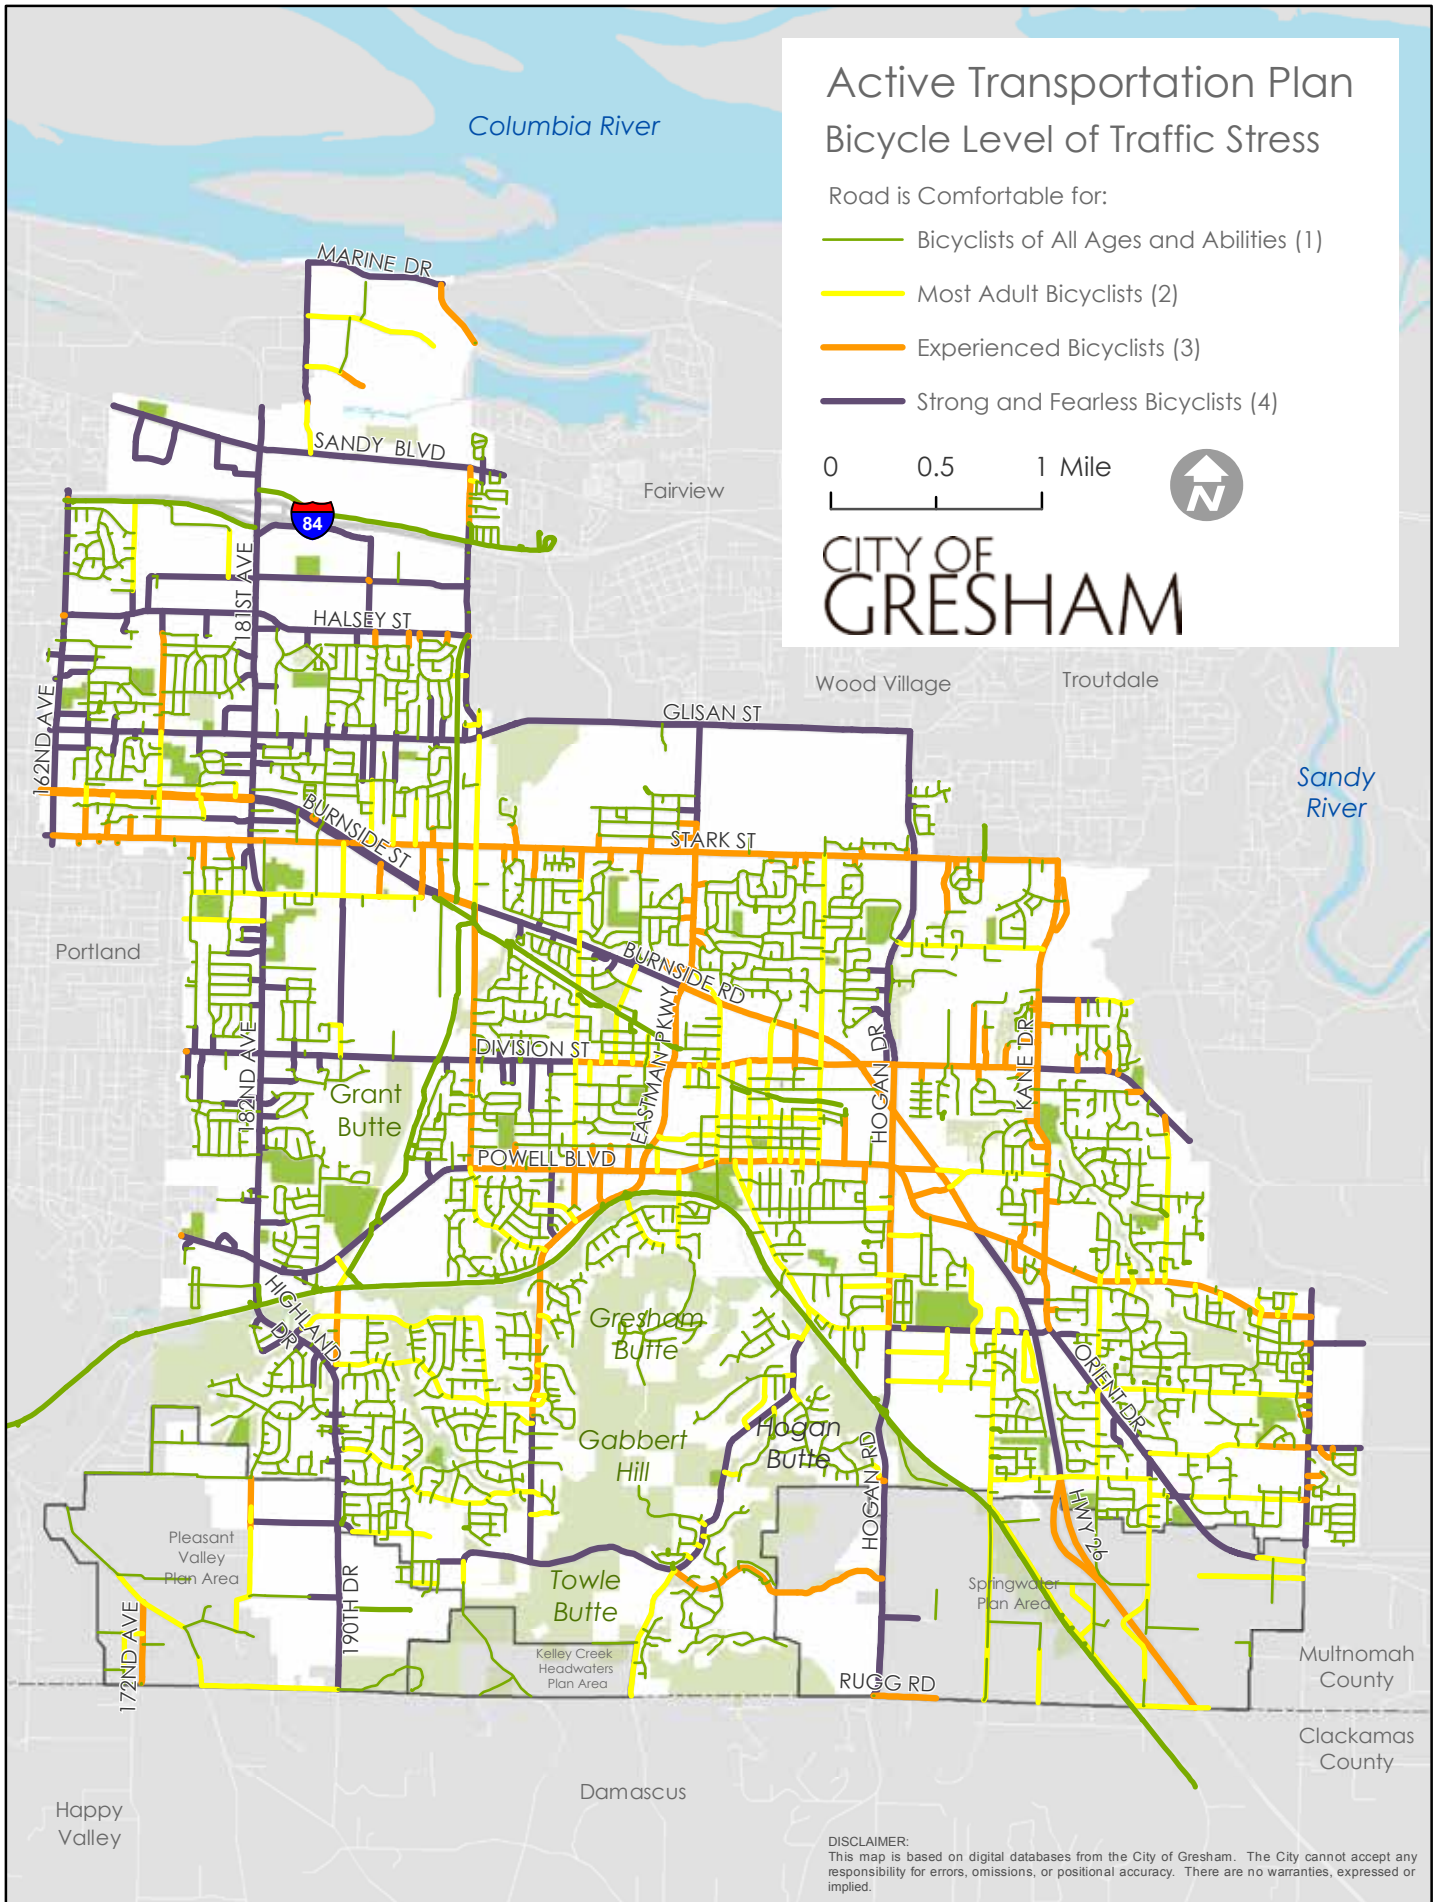 Active Transportation Plan
Bicycle Level of Traffic Stress
Road is Comfortable for:
Bicyclists of All Ages and Abilities (1)
Most Adult Bicyclists (2)
Experienced Bicyclists (3)
Strong and Fearless Bicyclists (4)
0 0.5 1 Mile
N
CITY OF
GRESHAM
Columbia River
MARINE DR
SANDY BLVD
Fairview
84
181ST AVE
HALSEY ST
Wood Village
Troutdale
162ND AVE
GLISAN ST
Sandy
River
BURNSIDE ST
STARK ST
Portland
BURNSIDE RD
182ND AVE
EASTMAN PKWY
HOGAN DR
KANE DR
DIVISION ST
Grant
Butte
POWELL BLVD
HIGHLAND
DR
Gresham
Butte
ORIENT DR
Gabbert
Hill
Hogan
Butte
HOGAN RD
HWY 26
Pleasant
Valley
Plan Area
190TH DR
Towle
Butte
Springwater
Plan Area
172ND AVE
Kelley Creek
Headwaters
Plan Area
RUGG RD
Multnomah
County
Clackamas
County
Damascus
Happy
Valley
DISCLAIMER:
This map is based on digital databases from the City of Gresham. The City cannot accept any
responsibility for errors, omissions, or positional accuracy. There are no warranties, expressed or
implied.